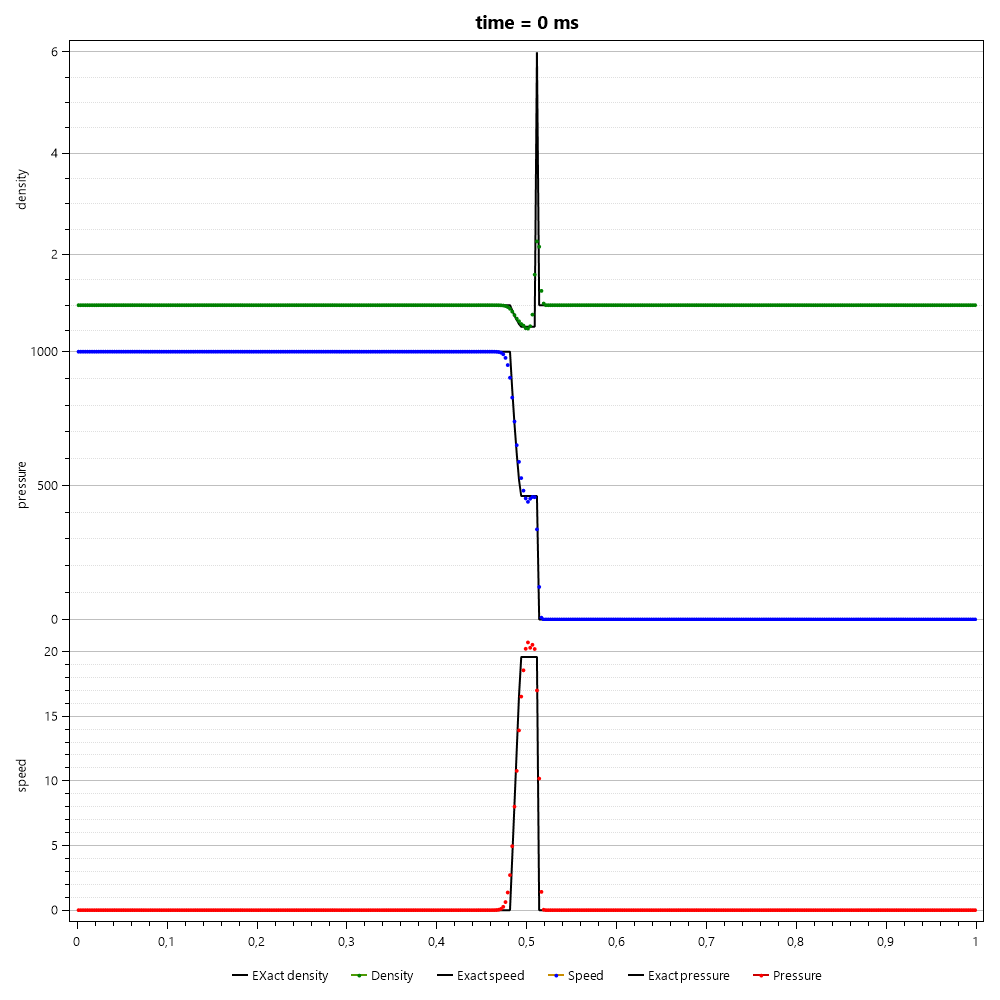 time = 0 ms
6
4
2
density
1000
500
0
pressure
20
15
10
5
0
speed
0 0,1 0,2 0,3 0,4 0,5 0,6 0,7 0,8 0,9 1
EXact density Density Exact speed Speed Exact pressure Pressure